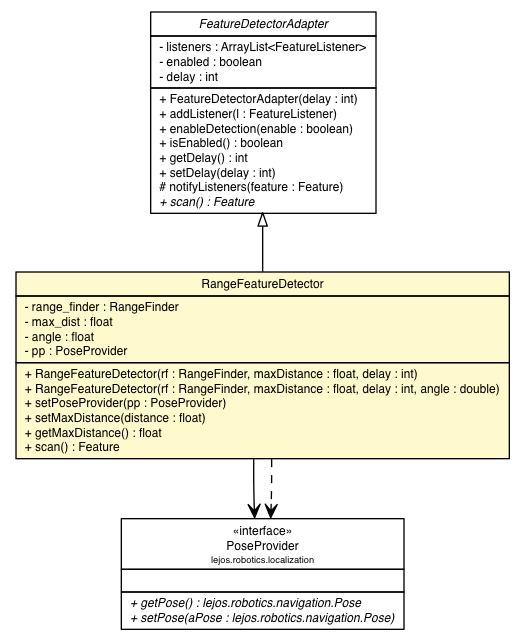 FeatureDetectorAdapter
- listeners : ArrayList<FeatureListener>
- enabled : boolean
- delay : int
+ FeatureDetectorAdapter(delay : int)
+ addListener(l : FeatureListener)
+ enableDetection(enable : boolean)
+ isEnabled() : boolean
+ getDelay() : int
+ setDelay(delay : int)
# notifyListeners(feature : Feature)
+ scan() : Feature
RangeFeatureDetector
- range_finder : RangeFinder
- max_dist : float
- angle : float
- pp : PoseProvider
+ RangeFeatureDetector(rf : RangeFinder, maxDistance : float, delay : int)
+ RangeFeatureDetector(rf : RangeFinder, maxDistance : float, delay : int, angle : double)
+ setPoseProvider(pp : PoseProvider)
+ setMaxDistance(distance : float)
+ getMaxDistance() : float
+ scan() : Feature
«interface»
PoseProvider
lejos.robotics.localization
+ getPose() : lejos.robotics.navigation.Pose
+ setPose(aPose : lejos.robotics.navigation.Pose)